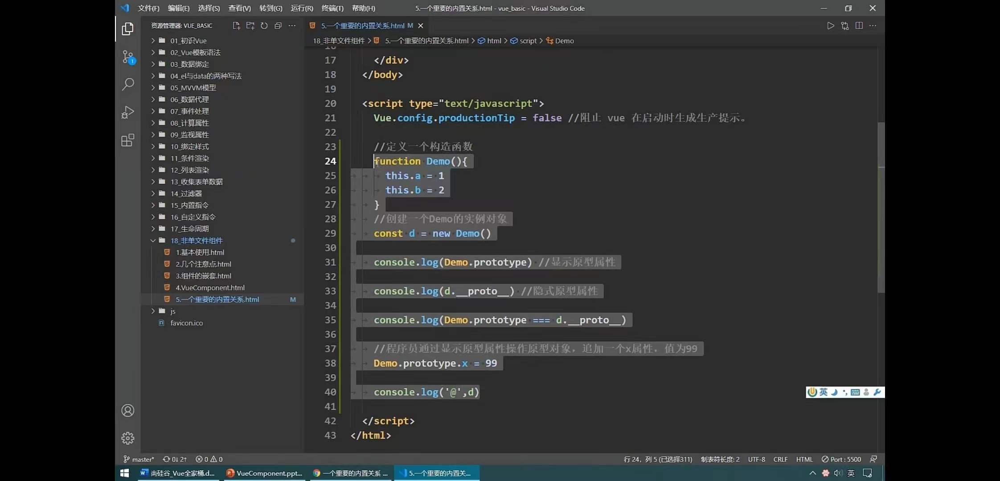 文件(F) 编辑(E) 选择(S) 查看(V) 转到(G) 运行(R) 终端(T) 帮助(H) 5.一个重要的内置关系.html - vue_basic - Visual Studio Code
资源管理器: VUE_BASIC
01_初识Vue
02_Vue模板语法
03_数据绑定
04_el与data的两种写法
05_MVVM模型
06_数据代理
07_事件处理
08_计算属性
09_监视属性
10_绑定样式
11_条件渲染
12_列表渲染
13_收集表单数据
14_过滤器
15_内置指令
16_自定义指令
17_生命周期
18_非单文件组件
1.基本使用.html
2.几个注意点.html
3.组件的嵌套.html
4.VueComponent.html
5.一个重要的内置关系.html M
js
favicon.ico
1
5.一个重要的内置关系.html M
18_非单文件组件 > 5.一个重要的内置关系.html > html > script > Demo
16
17 </div>
18 </body>
19
20 <script type="text/javascript">
21 Vue.config.productionTip = false //阻止 vue 在启动时生成生产提示。
22
23 //定义一个构造函数
24 function Demo(){
25 this.a = 1
26 this.b = 2
27 }
28 //创建一个Demo的实例对象
29 const d = new Demo()
30
31 console.log(Demo.prototype) //显示原型属性
32
33 console.log(d.__proto__) //隐式原型属性
34
35 console.log(Demo.prototype === d.__proto__)
36
37 //程序员通过显示原型属性操作原型对象，追加一个x属性，值为99
38 Demo.prototype.x = 99
39
40 console.log('@',d)
41
42 </script>
43 </html>
英
master* 0↓ 2↑ 0 0 行 24，列 5 (已选择311) 制表符长度: 2 UTF-8 CRLF HTML Port : 5500
尚硅谷_Vue全家桶.d... VueComponent.ppt... 一个重要的内置关系 ... 5.一个重要的内置关... 英